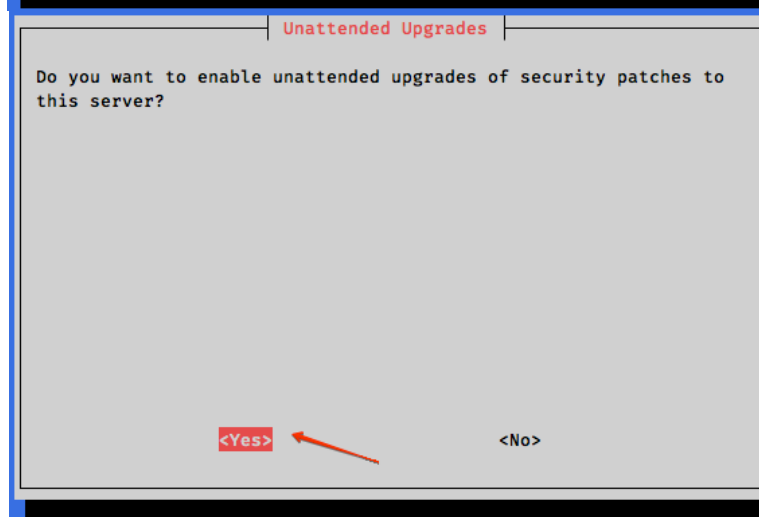 Unattended Upgrades
Do you want to enable unattended upgrades of security patches to
this server?
<Yes> <No>